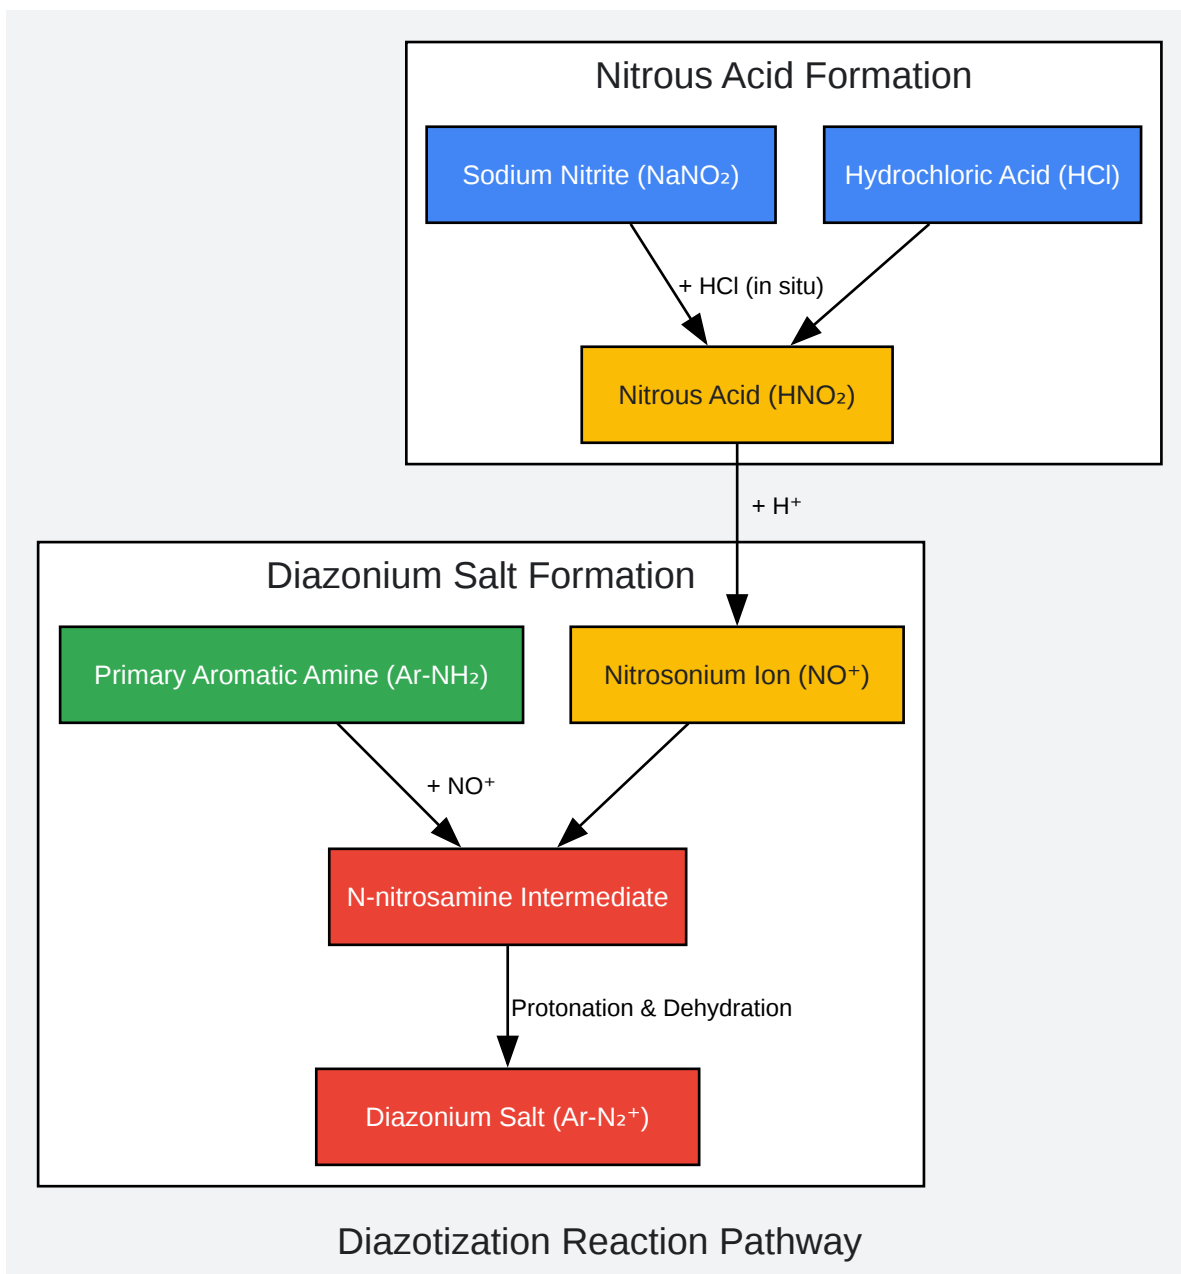 Nitrous Acid Formation
Sodium Nitrite (NaNO₂)
Hydrochloric Acid (HCl)
+ HCl (in situ)
Nitrous Acid (HNO₂)
+ H⁺
Diazonium Salt Formation
Primary Aromatic Amine (Ar-NH₂)
Nitrosonium Ion (NO⁺)
+ NO⁺
N-nitrosamine Intermediate
Protonation & Dehydration
Diazonium Salt (Ar-N₂⁺)
Diazotization Reaction Pathway